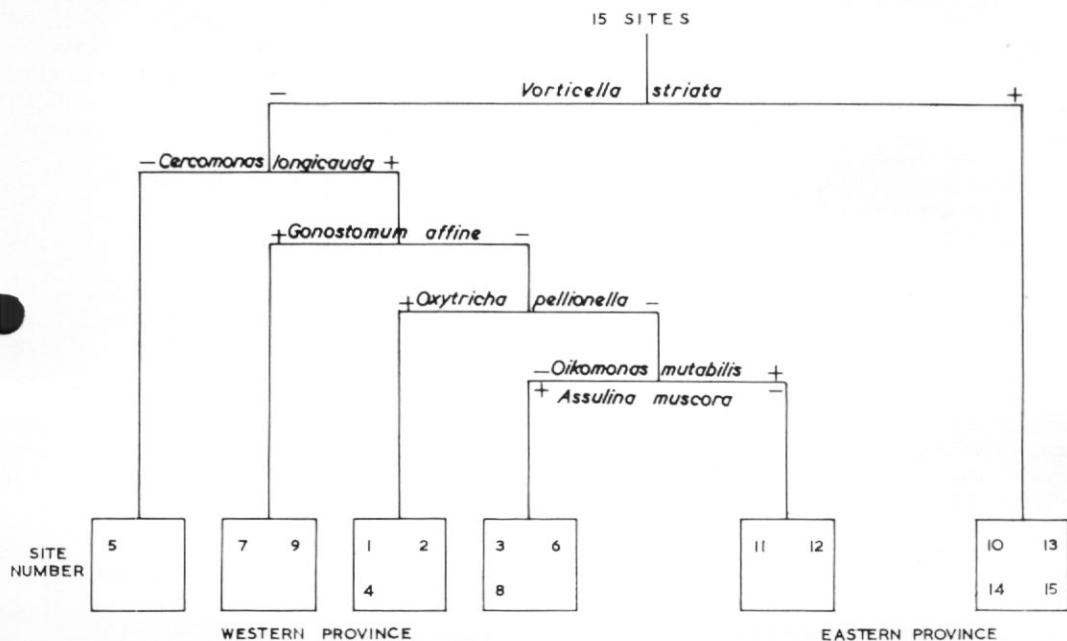 15 SITES
− Vorticella striata +
− Cercomonas longicauda +
+ Gonostomum affine −
+ Oxytricha pellionella −
− Oikomonas mutabilis +
+ Assulina muscora −
SITE NUMBER
5
7 9
1 2
4
3 6
8
11 12
10 13
14 15
WESTERN PROVINCE
EASTERN PROVINCE